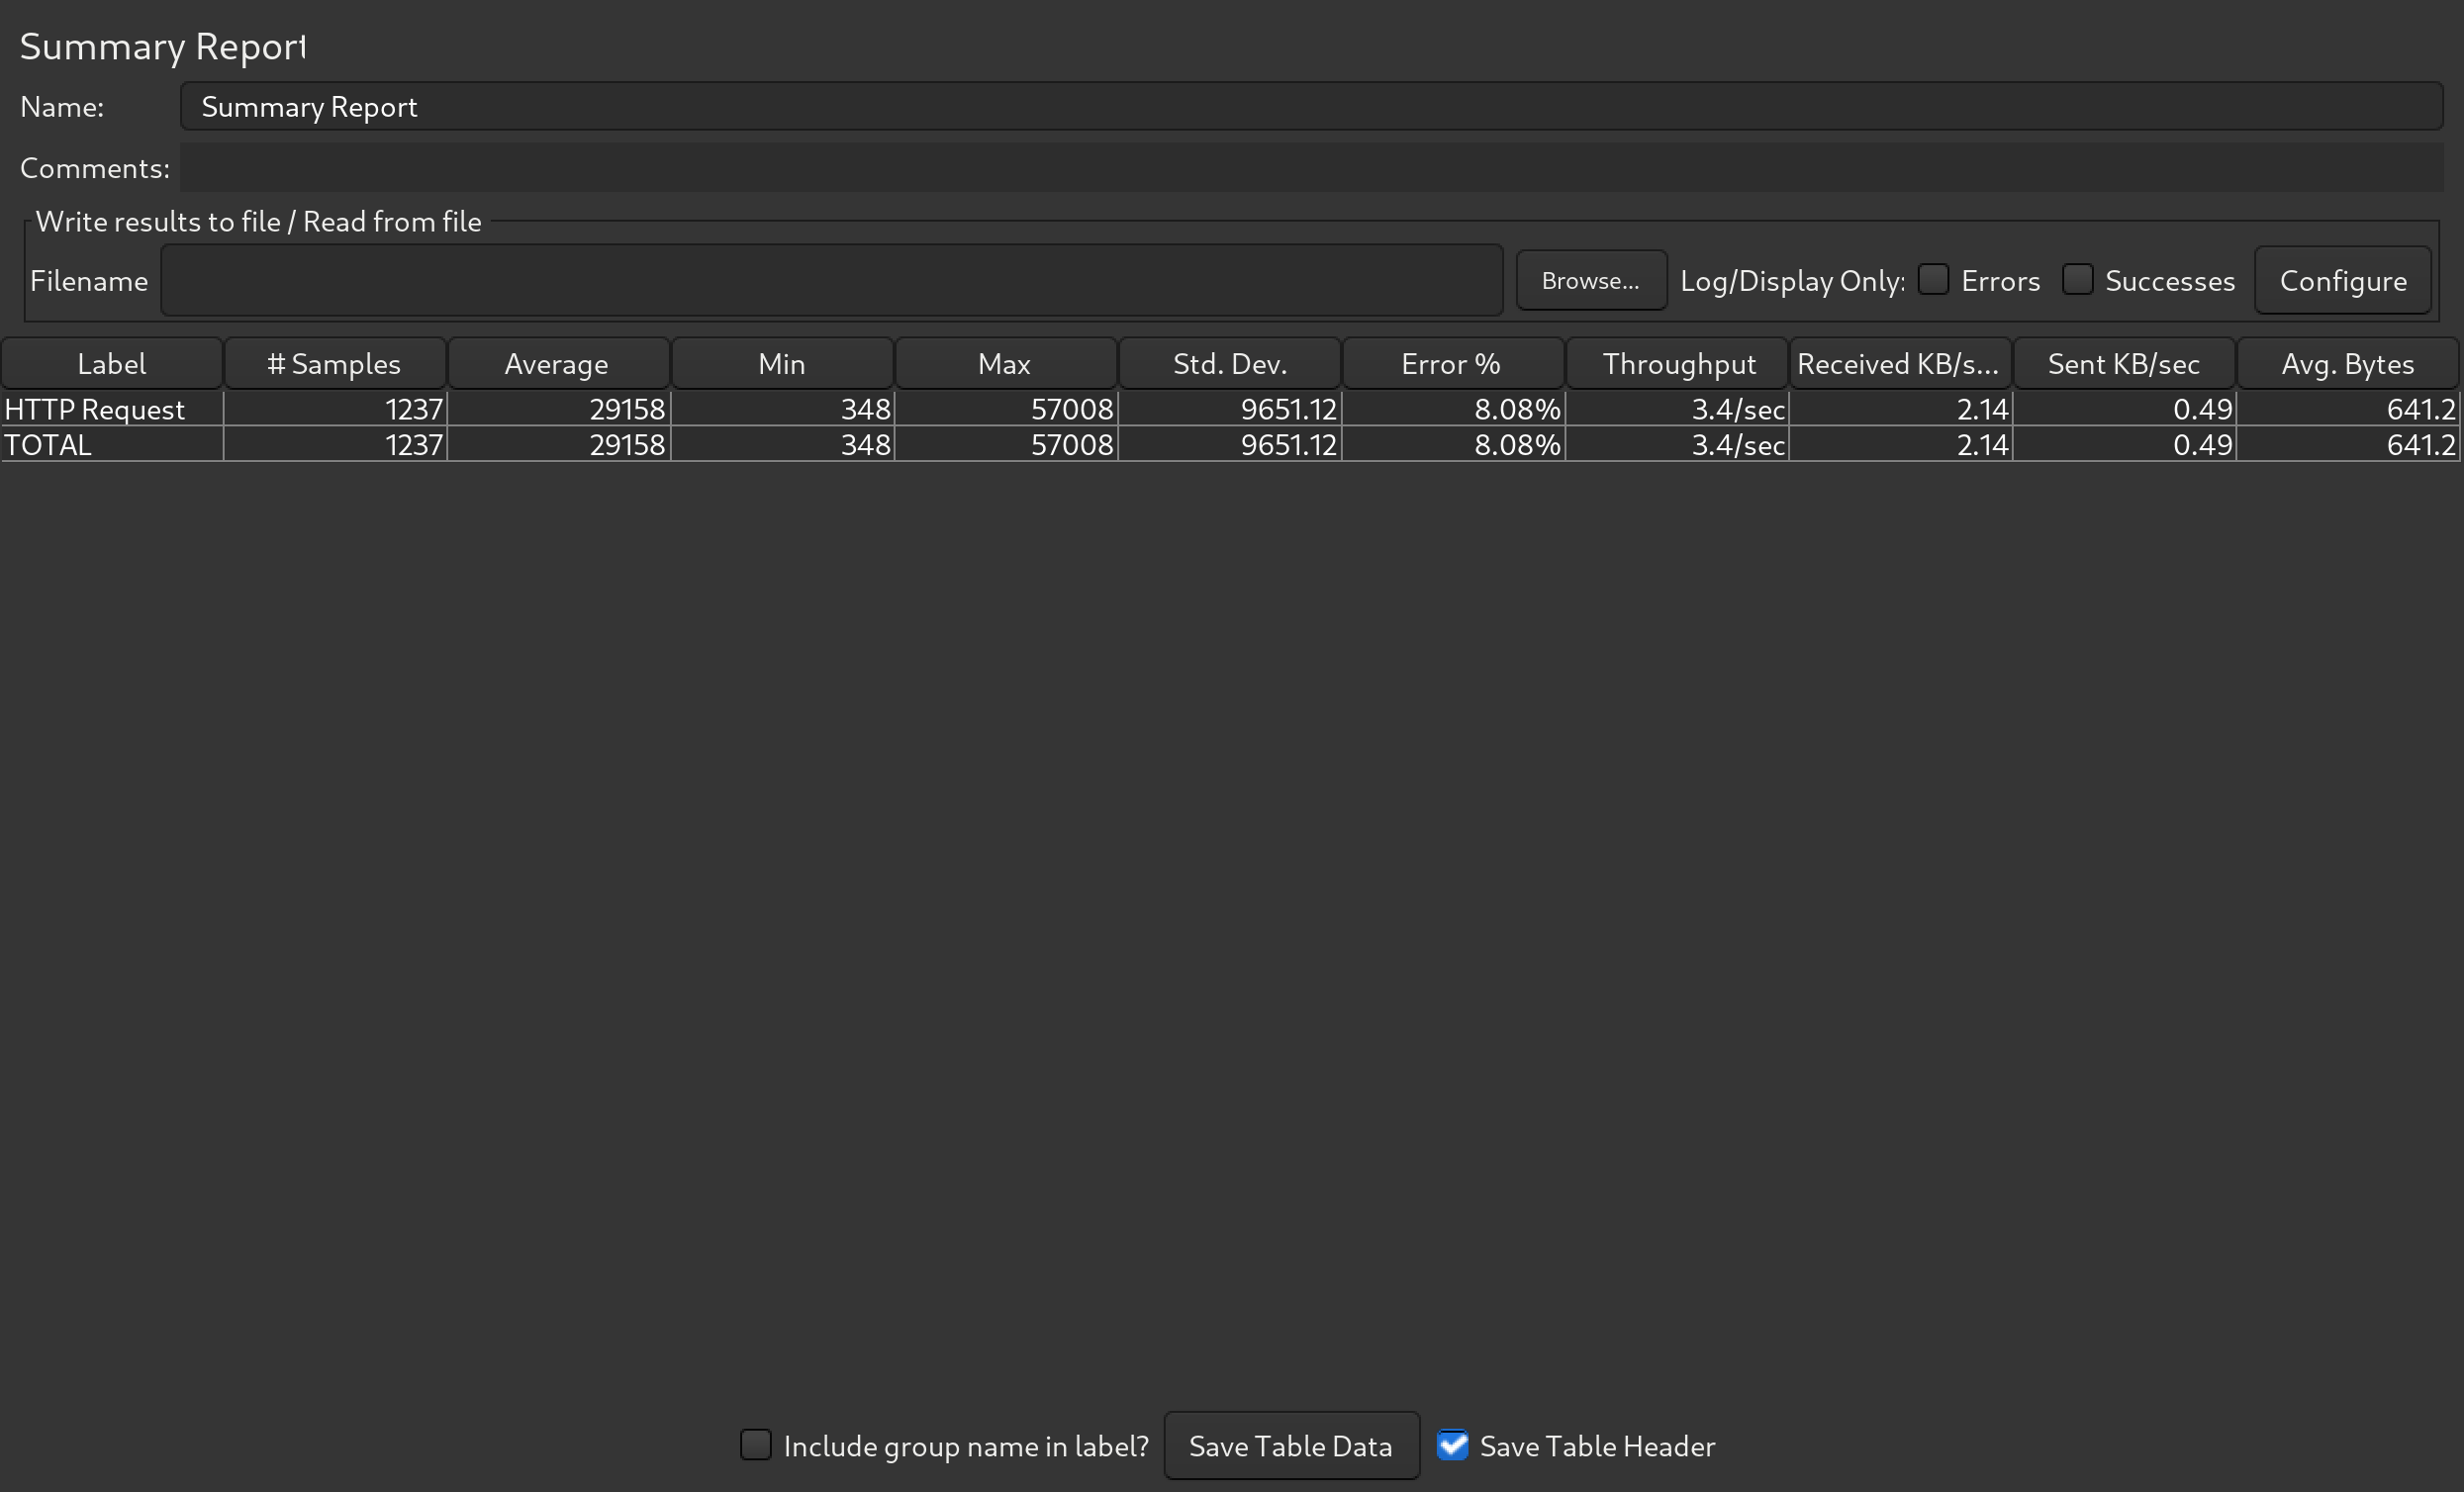 Summary Report
Name: Summary Report
Comments:
Write results to file / Read from file
Filename Browse... Log/Display Only: Errors Successes Configure
Label # Samples Average Min Max Std. Dev. Error % Throughput Received KB/s... Sent KB/sec Avg. Bytes
HTTP Request 1237 29158 348 57008 9651.12 8.08% 3.4/sec 2.14 0.49 641.2
TOTAL 1237 29158 348 57008 9651.12 8.08% 3.4/sec 2.14 0.49 641.2
Include group name in label? Save Table Data Save Table Header